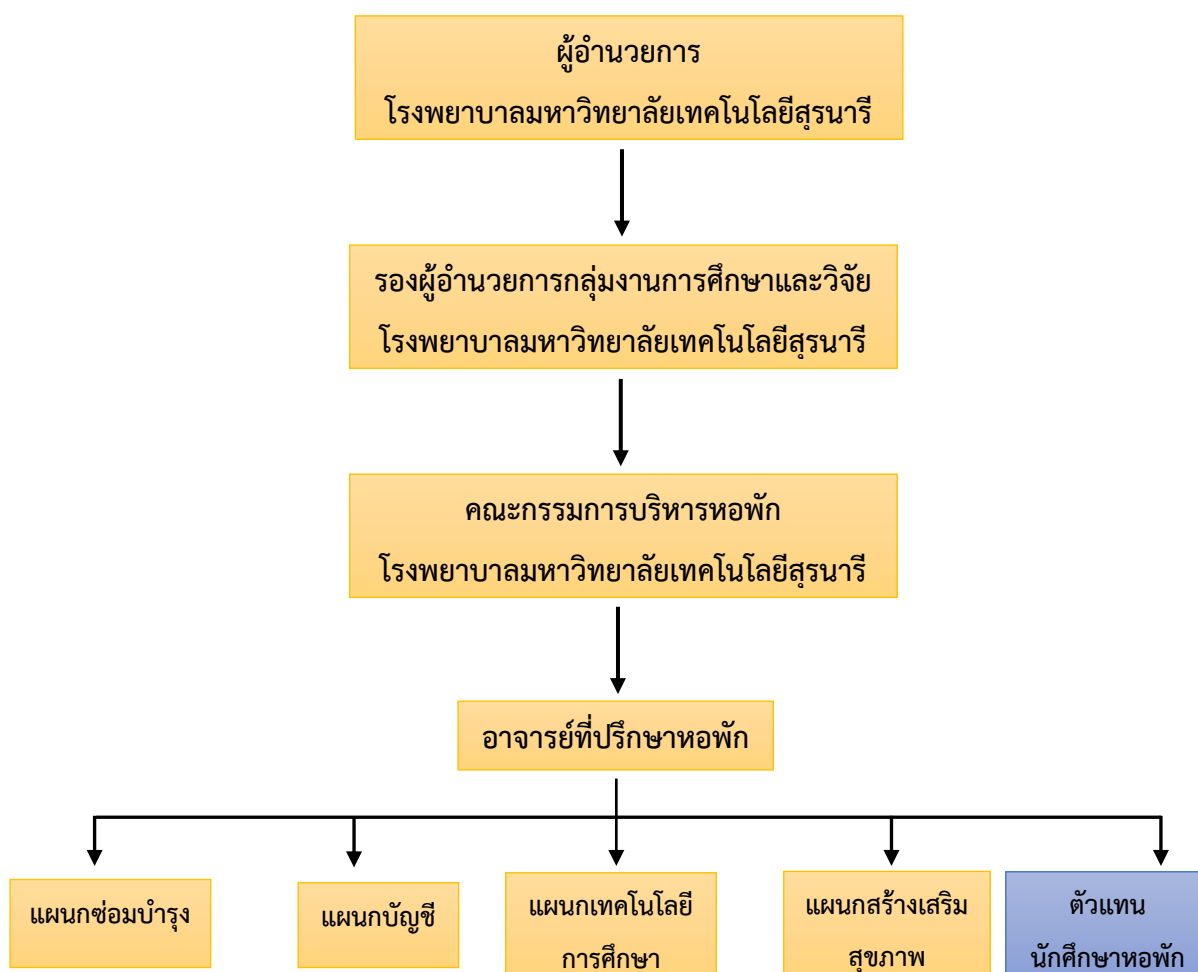 ผู้อำนวยการ
โรงพยาบาลมหาวิทยาลัยเทคโนโลยีสุรนารี
รองผู้อำนวยการกลุ่มงานการศึกษาและวิจัย
โรงพยาบาลมหาวิทยาลัยเทคโนโลยีสุรนารี
คณะกรรมการบริหารหอพัก
โรงพยาบาลมหาวิทยาลัยเทคโนโลยีสุรนารี
อาจารย์ที่ปรึกษาหอพัก
แผนกซ่อมบำรุง
แผนกบัญชี
แผนกเทคโนโลยี
การศึกษา
แผนกสร้างเสริม
สุขภาพ
ตัวแทน
นักศึกษาหอพัก